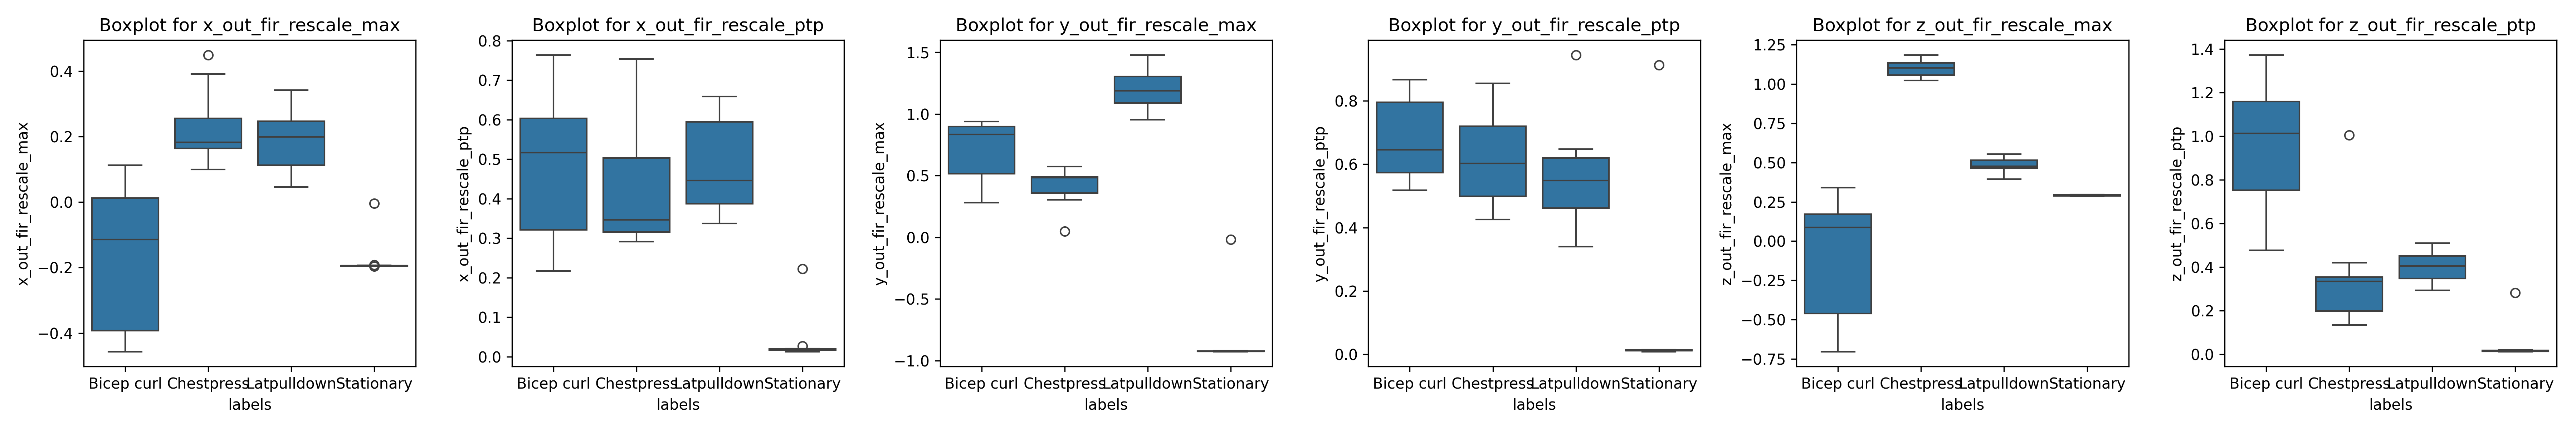 Boxplot for x_out_fir_rescale_max
x_out_fir_rescale_max
0.4
0.2
0.0
−0.2
−0.4
Bicep curl Chestpress Latpulldown Stationary
labels
Boxplot for x_out_fir_rescale_ptp
x_out_fir_rescale_ptp
0.8
0.7
0.6
0.5
0.4
0.3
0.2
0.1
0.0
Bicep curl Chestpress Latpulldown Stationary
labels
Boxplot for y_out_fir_rescale_max
y_out_fir_rescale_max
1.5
1.0
0.5
0.0
−0.5
−1.0
Bicep curl Chestpress Latpulldown Stationary
labels
Boxplot for y_out_fir_rescale_ptp
y_out_fir_rescale_ptp
0.8
0.6
0.4
0.2
0.0
Bicep curl Chestpress Latpulldown Stationary
labels
Boxplot for z_out_fir_rescale_max
z_out_fir_rescale_max
1.25
1.00
0.75
0.50
0.25
0.00
−0.25
−0.50
−0.75
Bicep curl Chestpress Latpulldown Stationary
labels
Boxplot for z_out_fir_rescale_ptp
z_out_fir_rescale_ptp
1.4
1.2
1.0
0.8
0.6
0.4
0.2
0.0
Bicep curl Chestpress Latpulldown Stationary
labels